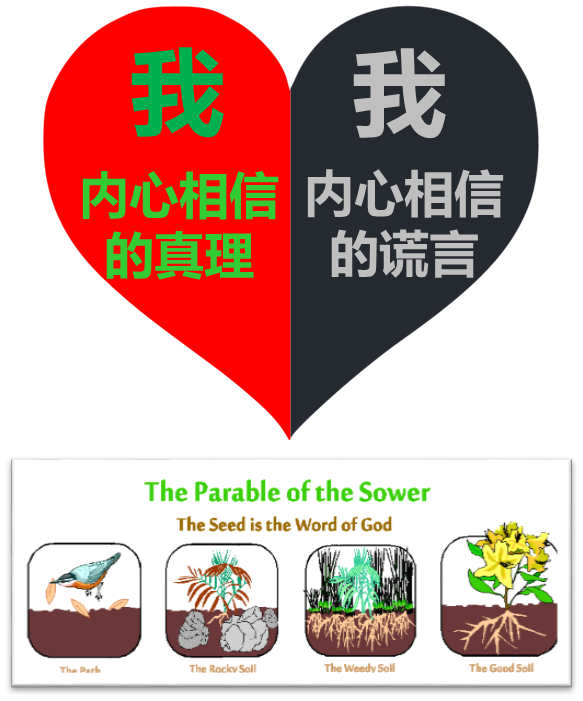 我
内心相信
的真理
我
内心相信
的谎言
The Parable of the Sower
The Seed is the Word of God
The Path
The Rocky Soil
The Weedy Soil
The Good Soil